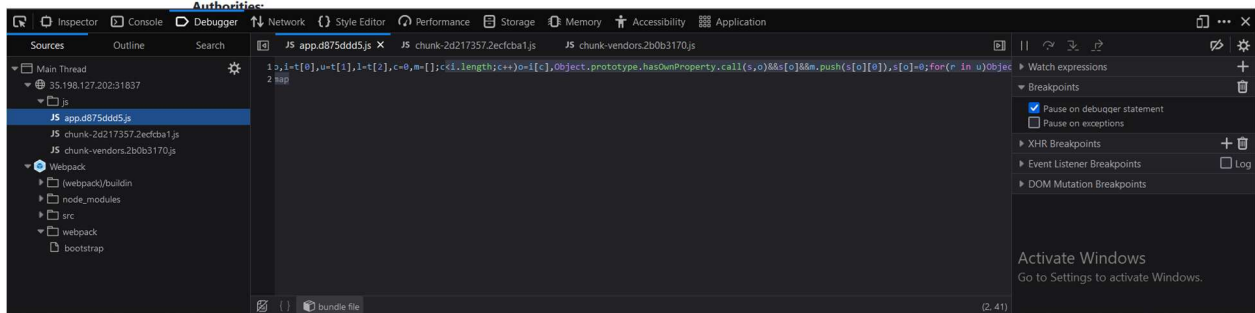 Authorities:
Inspector Console Debugger Network {} Style Editor Performance Storage Memory Accessibility Application
Sources Outline Search
JS app.d875ddd5.js × JS chunk-2d217357.2ecfcba1.js JS chunk-vendors.2b0b3170.js
Main Thread
1 o,i=t[0],u=t[1],l=t[2],c=0,m=[];c<i.length;c++)o=i[c],Object.prototype.hasOwnProperty.call(s,o)&&s[o]&&m.push(s[o][0]),s[o]=0;for(r in u)Objec
2 map
35.198.127.202:31837
js
JS app.d875ddd5.js
JS chunk-2d217357.2ecfcba1.js
JS chunk-vendors.2b0b3170.js
Webpack
(webpack)/buildin
node_modules
src
webpack
bootstrap
Watch expressions
Breakpoints
Pause on debugger statement
Pause on exceptions
XHR Breakpoints
Event Listener Breakpoints Log
DOM Mutation Breakpoints
Activate Windows
Go to Settings to activate Windows.
{ } bundle file (2, 41)